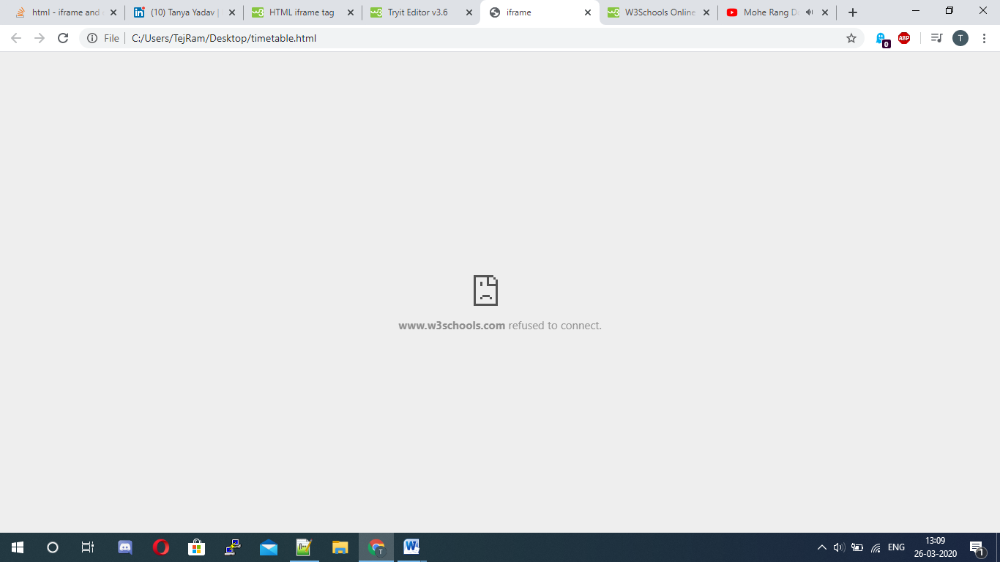 html - iframe and
(10) Tanya Yadav |
HTML iframe tag
Tryit Editor v3.6
iframe
W3Schools Online
Mohe Rang D
File
C:/Users/TejRam/Desktop/timetable.html
0
ABP
T
www.w3schools.com refused to connect.
ENG
13:09
26-03-2020
1